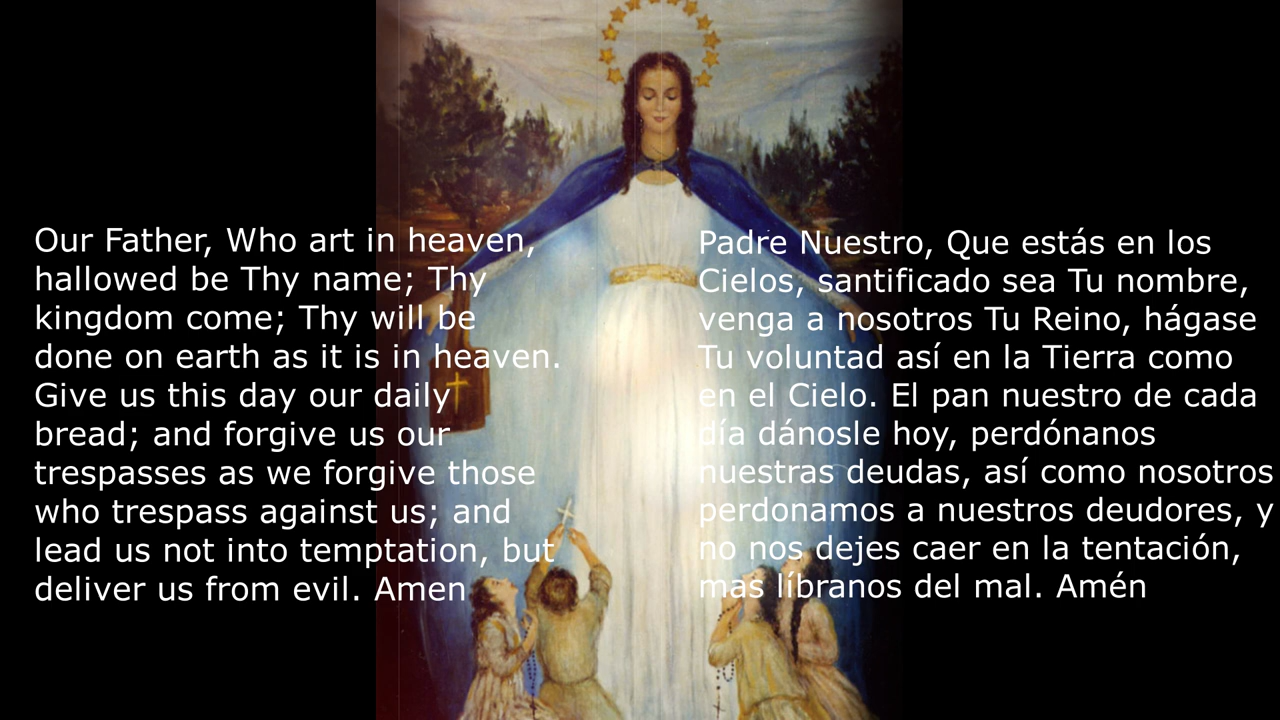 Our Father, Who art in heaven,
hallowed be Thy name; Thy
kingdom come; Thy will be
done on earth as it is in heaven.
Give us this day our daily
bread; and forgive us our
trespasses as we forgive those
who trespass against us; and
lead us not into temptation, but
deliver us from evil. Amen
Padre Nuestro, Que estás en los
Cielos, santificado sea Tu nombre,
venga a nosotros Tu Reino, hágase
Tu voluntad así en la Tierra como
en el Cielo. El pan nuestro de cada
día dánosle hoy, perdónanos
nuestras deudas, así como nosotros
perdonamos a nuestros deudores, y
no nos dejes caer en la tentación,
mas líbranos del mal. Amén